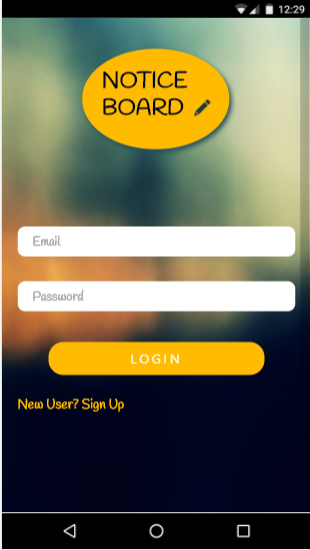 12:29
NOTICE
BOARD
Email
Password
LOGIN
New User? Sign Up